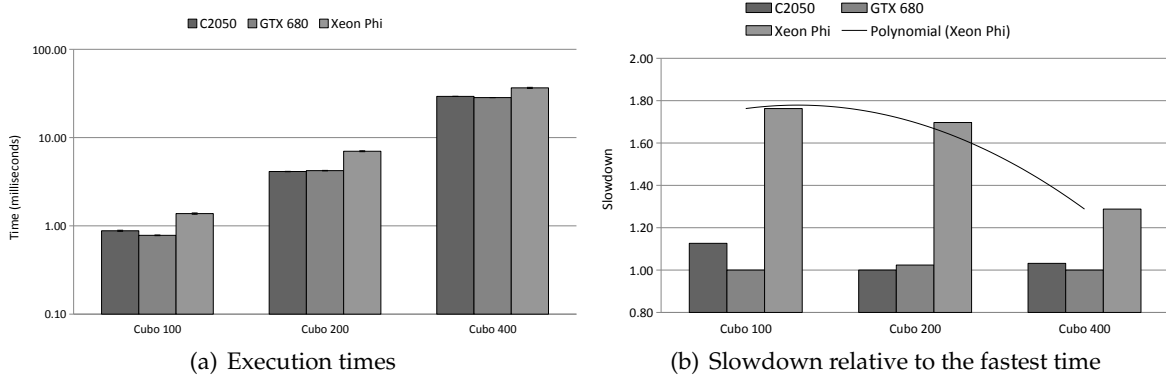 C2050 GTX 680 Xeon Phi
100.00
10.00
1.00
0.10
Time (milliseconds)
Cubo 100 Cubo 200 Cubo 400
(a) Execution times
C2050 GTX 680
Xeon Phi Polynomial (Xeon Phi)
2.00
1.80
1.60
1.40
1.20
1.00
0.80
Slowdown
Cubo 100 Cubo 200 Cubo 400
(b) Slowdown relative to the fastest time